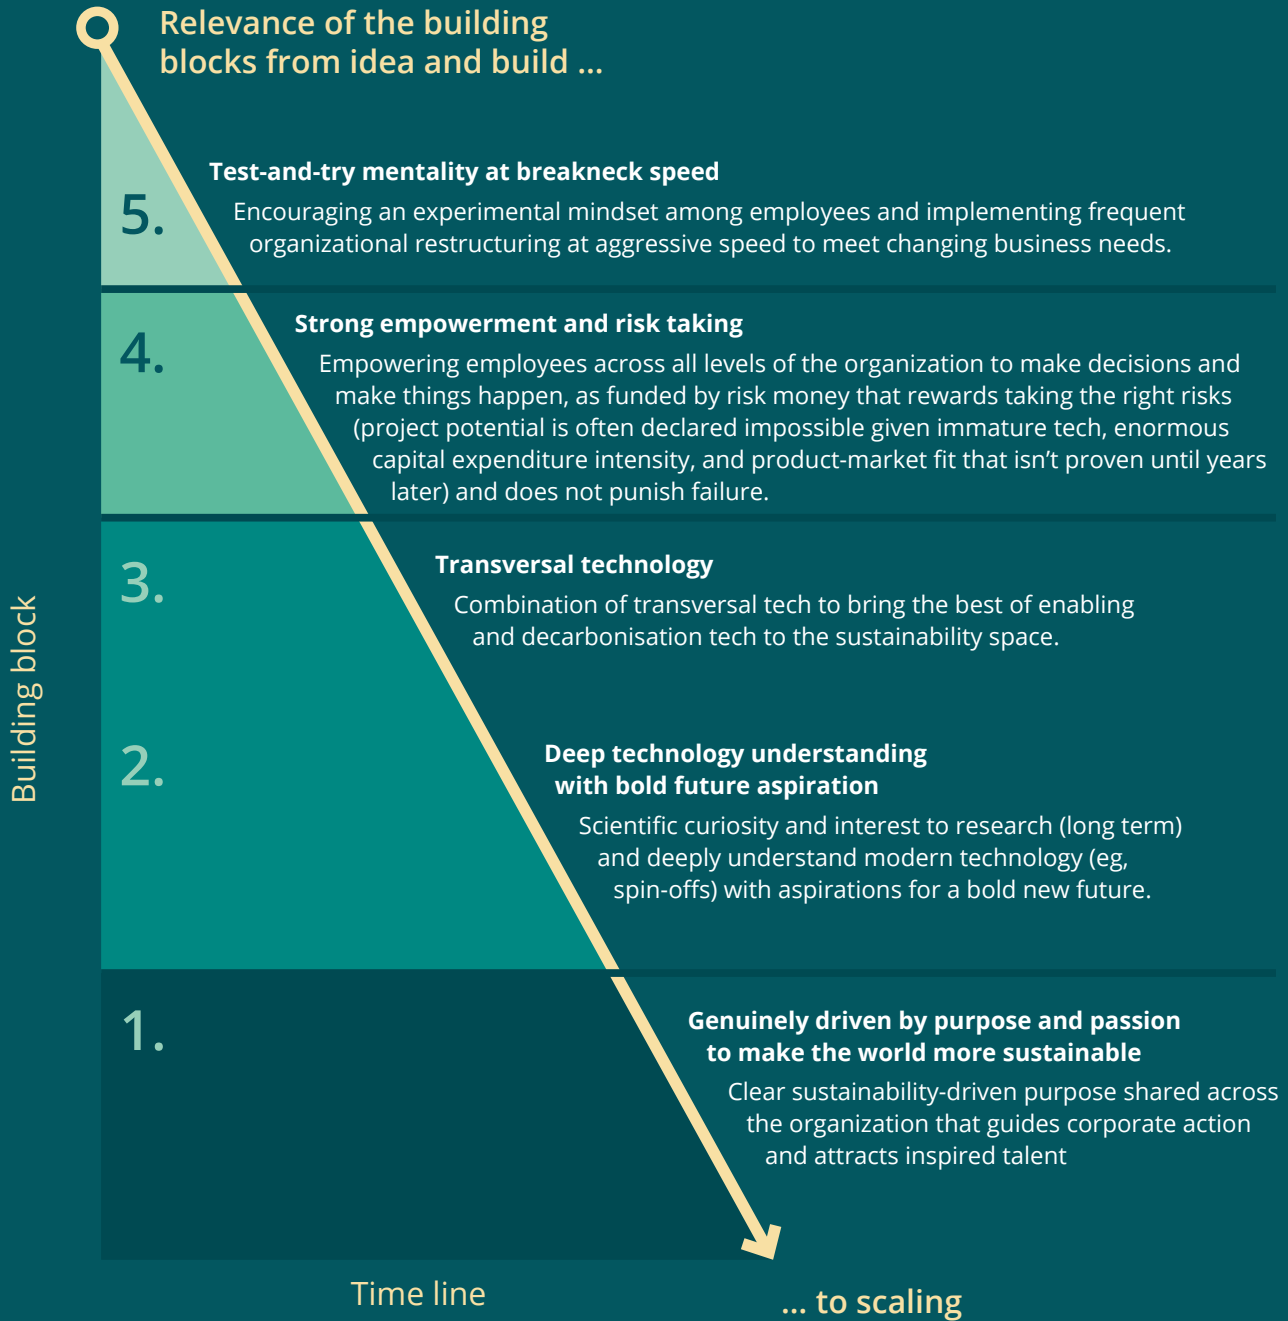 Relevance of the building
blocks from idea and build ...
5.
Test-and-try mentality at breakneck speed
Encouraging an experimental mindset among employees and implementing frequent
organizational restructuring at aggressive speed to meet changing business needs.
4.
Strong empowerment and risk taking
Empowering employees across all levels of the organization to make decisions and
make things happen, as funded by risk money that rewards taking the right risks
(project potential is often declared impossible given immature tech, enormous
capital expenditure intensity, and product-market fit that isn’t proven until years
later) and does not punish failure.
3.
Transversal technology
Combination of transversal tech to bring the best of enabling
and decarbonisation tech to the sustainability space.
Building block
2.
Deep technology understanding
with bold future aspiration
Scientific curiosity and interest to research (long term)
and deeply understand modern technology (eg,
spin-offs) with aspirations for a bold new future.
1.
Genuinely driven by purpose and passion
to make the world more sustainable
Clear sustainability-driven purpose shared across
the organization that guides corporate action
and attracts inspired talent
Time line
... to scaling